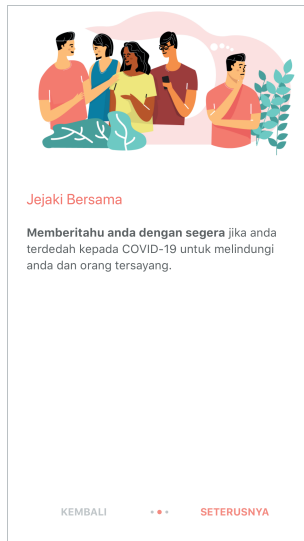 Jejaki Bersama
Memberitahu anda dengan segera jika anda
terdedah kepada COVID-19 untuk melindungi
anda dan orang tersayang.
KEMBALI
SETERUSNYA